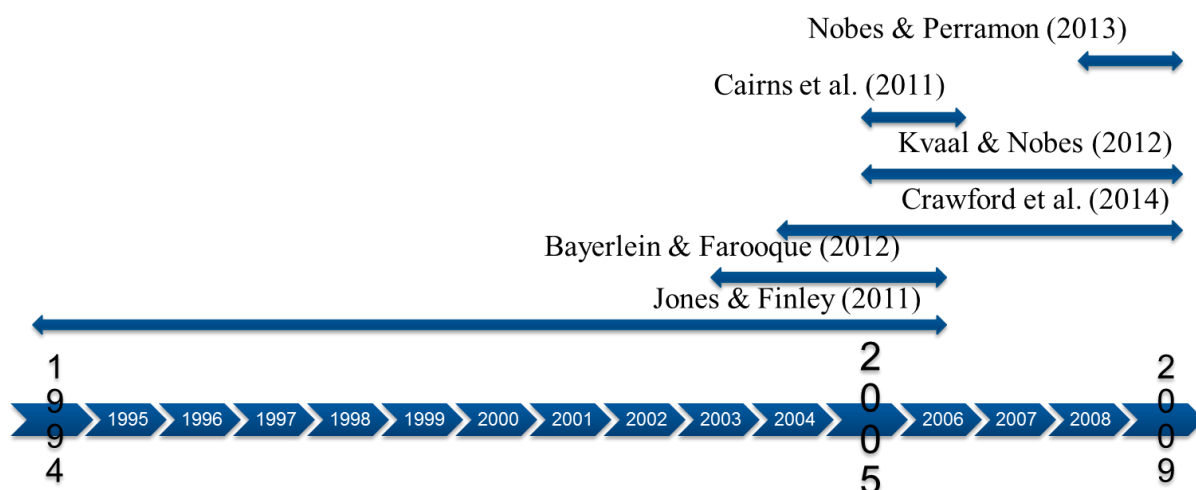 Nobes & Perramon (2013)
Cairns et al. (2011)
Kvaal & Nobes (2012)
Crawford et al. (2014)
Bayerlein & Farooque (2012)
Jones & Finley (2011)
1994 1995 1996 1997 1998 1999 2000 2001 2002 2003 2004 2005 2006 2007 2008 2009